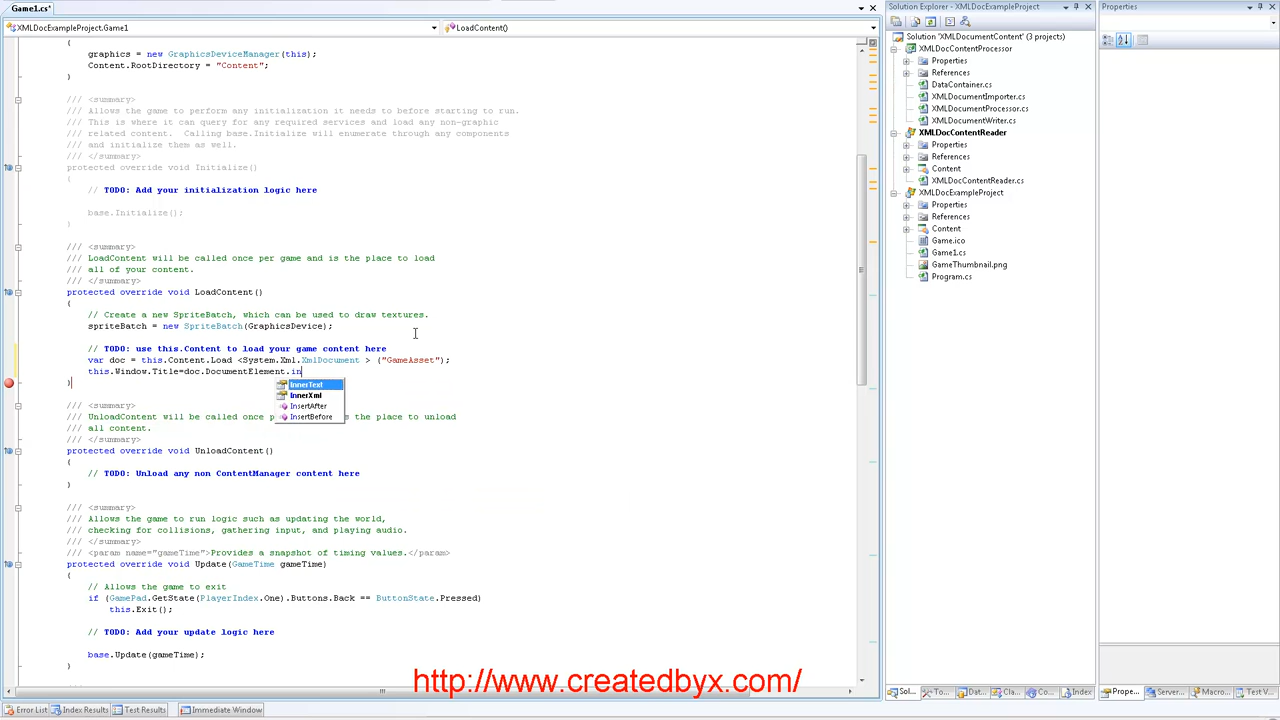 Game1.cs*
XMLDocExampleProject.Game1
LoadContent()
{
graphics = new GraphicsDeviceManager(this);
Content.RootDirectory = "Content";
}
/// <summary>
/// Allows the game to perform any initialization it needs to before starting to run.
/// This is where it can query for any required services and load any non-graphic
/// related content.  Calling base.Initialize will enumerate through any components
/// and initialize them as well.
/// </summary>
protected override void Initialize()
{
// TODO: Add your initialization logic here
base.Initialize();
}
/// <summary>
/// LoadContent will be called once per game and is the place to load
/// all of your content.
/// </summary>
protected override void LoadContent()
{
// Create a new SpriteBatch, which can be used to draw textures.
spriteBatch = new SpriteBatch(GraphicsDevice);
// TODO: use this.Content to load your game content here
var doc = this.Content.Load <System.Xml.XmlDocument > ("GameAsset");
this.Window.Title=doc.DocumentElement.in
}
InnerText
InnerXml
InsertAfter
InsertBefore
/// <summary>
/// UnloadContent will be called once p s the place to unload
/// all content.
/// </summary>
protected override void UnloadContent()
{
// TODO: Unload any non ContentManager content here
}
/// <summary>
/// Allows the game to run logic such as updating the world,
/// checking for collisions, gathering input, and playing audio.
/// </summary>
/// <param name="gameTime">Provides a snapshot of timing values.</param>
protected override void Update(GameTime gameTime)
{
// Allows the game to exit
if (GamePad.GetState(PlayerIndex.One).Buttons.Back == ButtonState.Pressed)
this.Exit();
// TODO: Add your update logic here
base.Update(gameTime);
}
http://www.createdbyx.com/
Error List
Index Results
Test Results
Immediate Window
Solution Explorer - XMLDocExampleProject
Solution 'XMLDocumentContent' (3 projects)
XMLDocContentProcessor
Properties
References
DataContainer.cs
XMLDocumentImporter.cs
XMLDocumentProcessor.cs
XMLDocumentWriter.cs
XMLDocContentReader
Properties
References
Content
XMLDocContentReader.cs
XMLDocExampleProject
Properties
References
Content
Game.ico
Game1.cs
GameThumbnail.png
Program.cs
Sol...
To...
Dat...
Cla...
Co...
Index
Properties
Prope...
Server...
Macro...
Test V...